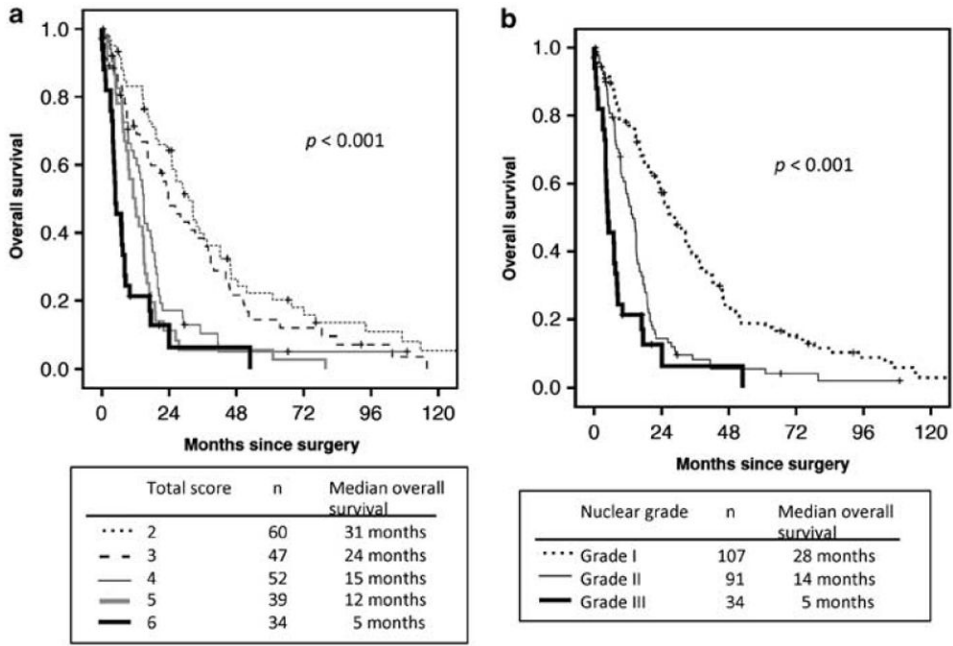 a
Overall survival
1.0
0.8
0.6
0.4
0.2
0.0
p < 0.001
0 24 48 72 96 120
Months since surgery
Total score n Median overall
survival
2 60 31 months
3 47 24 months
4 52 15 months
5 39 12 months
6 34 5 months
b
Overall survival
1.0
0.8
0.6
0.4
0.2
0.0
p < 0.001
0 24 48 72 96 120
Months since surgery
Nuclear grade n Median overall
survival
Grade I 107 28 months
Grade II 91 14 months
Grade III 34 5 months